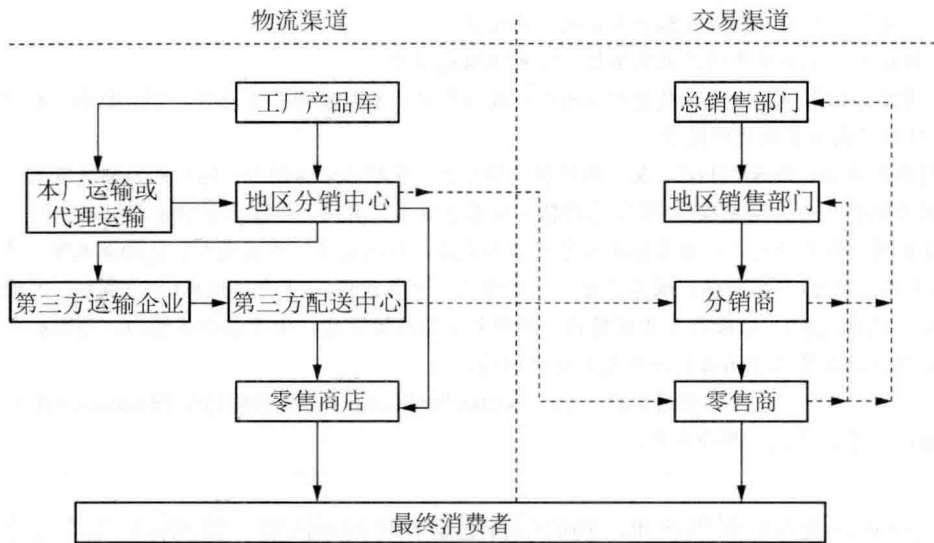 物流渠道
交易渠道
工厂产品库
总销售部门
本厂运输或
代理运输
地区分销中心
地区销售部门
第三方运输企业
第三方配送中心
分销商
零售商店
零售商
最终消费者